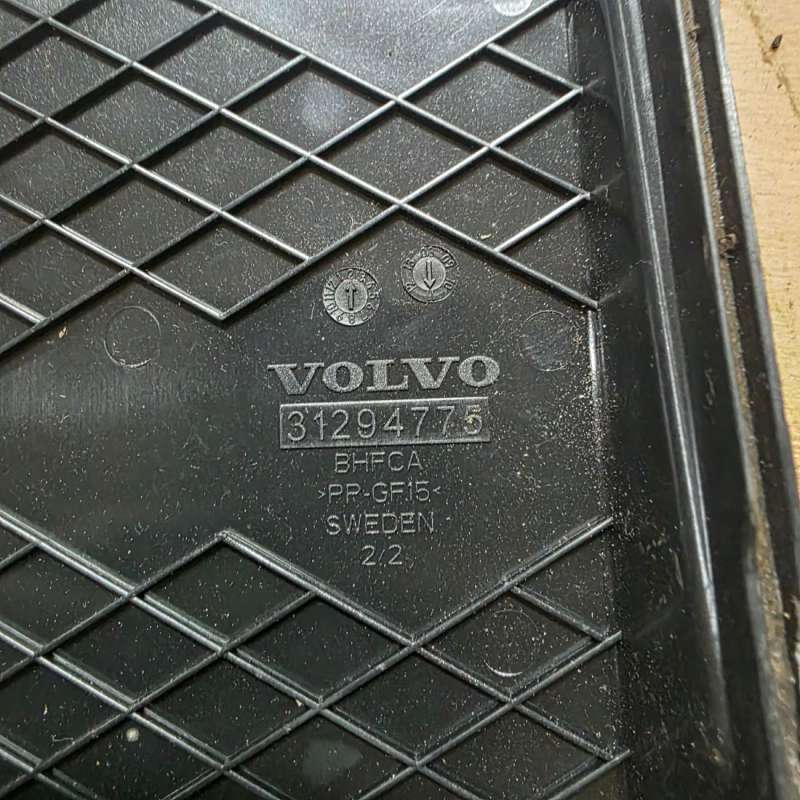 VOLVO
31294775
BHFCA
>PP-GF15<
SWEDEN
2/2